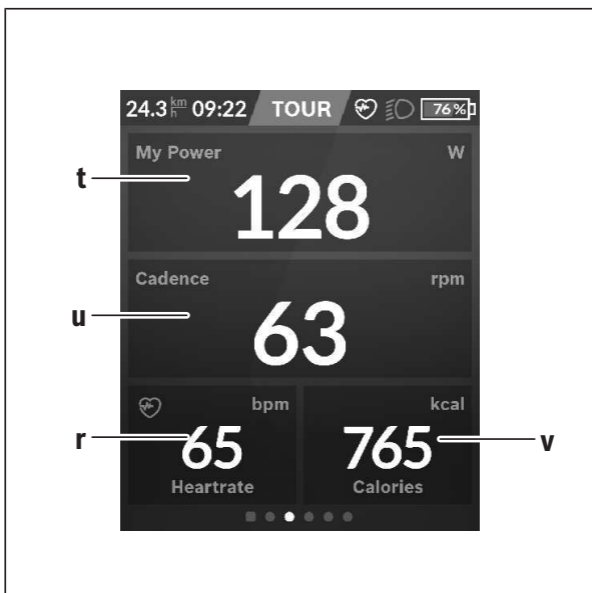 24.3 km/h 09:22 TOUR 76 %
My Power W
t
128
Cadence rpm
u
63
bpm kcal
r 65 765 v
Heartrate Calories